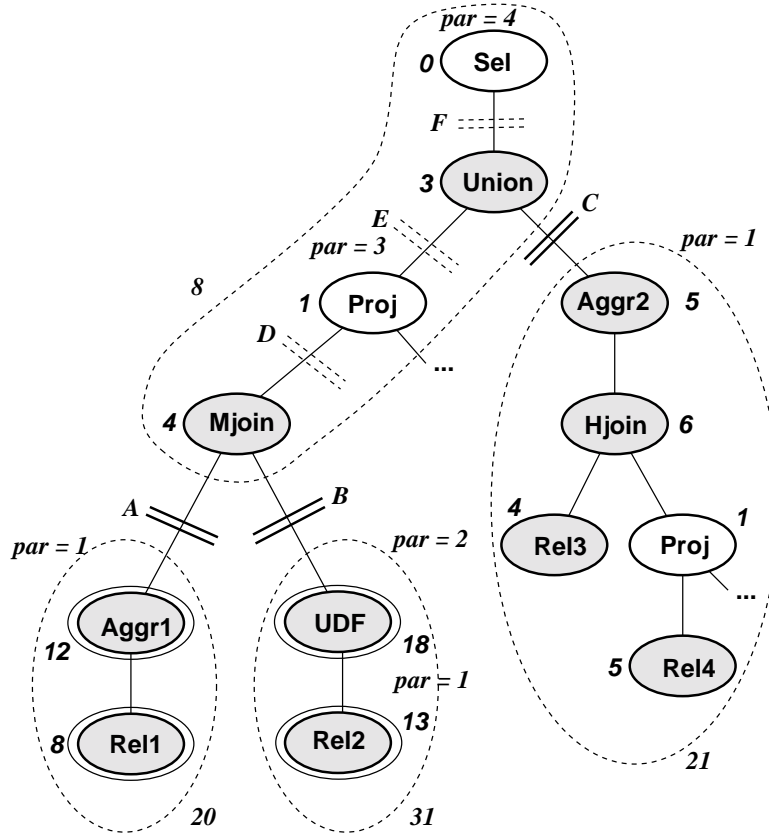 par = 4
0 Sel
F
3 Union
C
E
par = 3
par = 1
8
1 Proj
Aggr2 5
D
...
4 Mjoin
Hjoin 6
A
B
4
1
par = 1
par = 2
Rel3
Proj
...
Aggr1
UDF
12
18
5 Rel4
par = 1
8 Rel1
Rel2 13
21
20
31